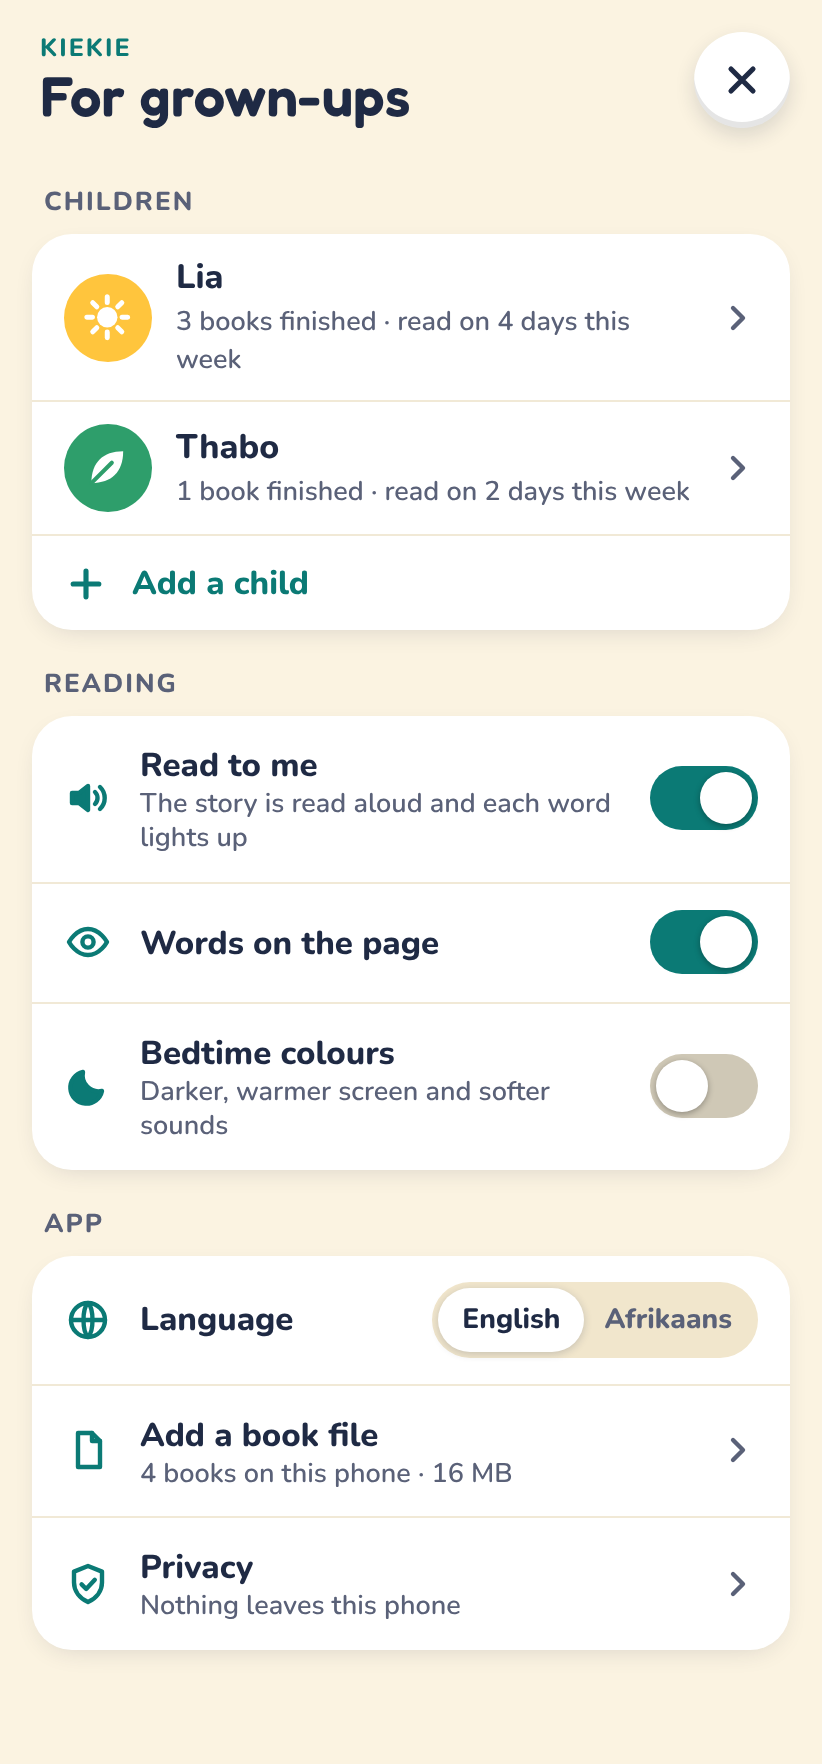 KIEKIE
For grown-ups
CHILDREN
Lia
3 books finished · read on 4 days this
week
Thabo
1 book finished · read on 2 days this week
Add a child
READING
Read to me
The story is read aloud and each word
lights up
Words on the page
Bedtime colours
Darker, warmer screen and softer
sounds
APP
Language English Afrikaans
Add a book file
4 books on this phone · 16 MB
Privacy
Nothing leaves this phone